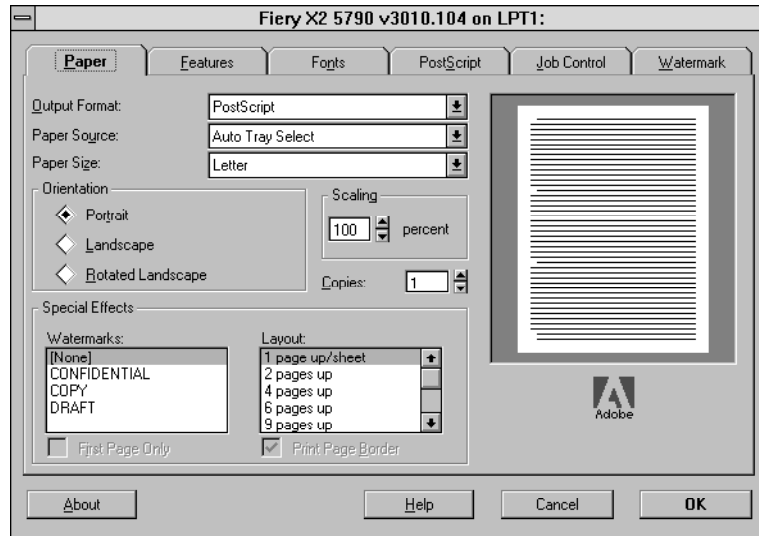 Fiery X2 5790 v3010.104 on LPT1:
Paper Features Fonts PostScript Job Control Watermark
Output Format: PostScript
Paper Source: Auto Tray Select
Paper Size: Letter
Orientation
Portrait
Landscape
Rotated Landscape
Scaling
100 percent
Copies: 1
Special Effects
Watermarks:
[None]
CONFIDENTIAL
COPY
DRAFT
First Page Only
Layout:
1 page up/sheet
2 pages up
4 pages up
6 pages up
9 pages up
Print Page Border
Adobe
About Help Cancel OK